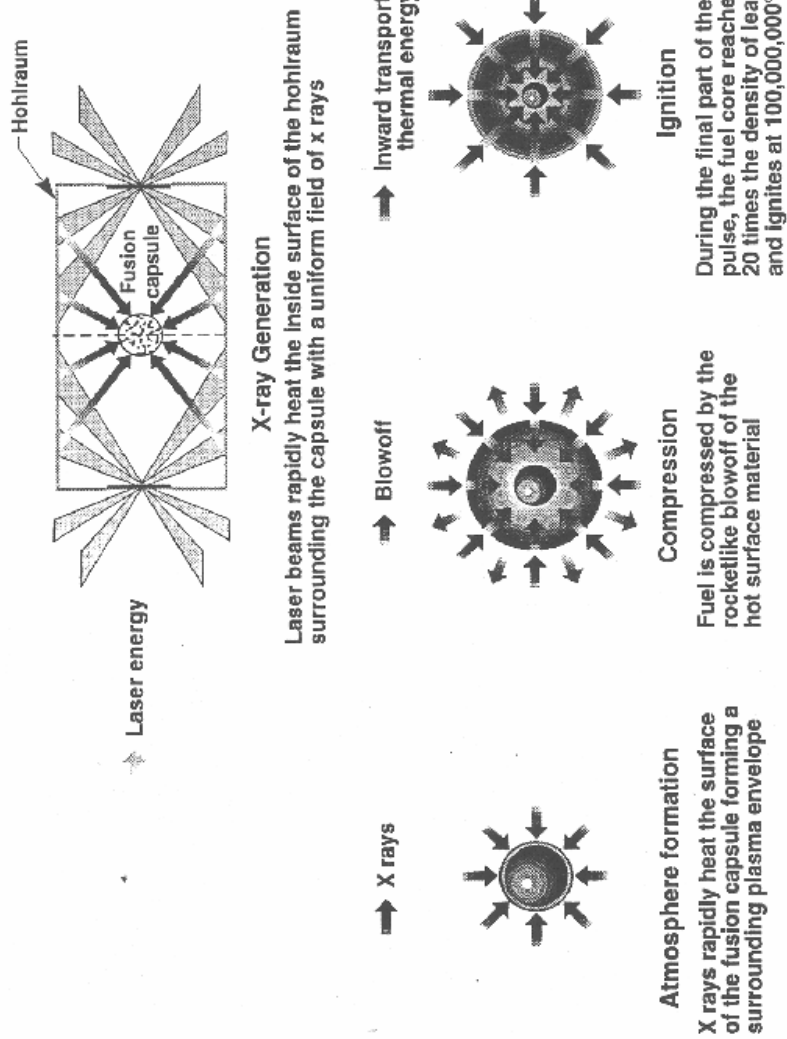 Hohlraum
Fusion
capsule
Laser energy
X-ray Generation
Laser beams rapidly heat the inside surface of the hohlraum
surrounding the capsule with a uniform field of x rays
X rays
Blowoff
Inward transport
thermal energy
Atmosphere formation
X rays rapidly heat the surface
of the fusion capsule forming a
surrounding plasma envelope
Compression
Fuel is compressed by the
rocketlike blowoff of the
hot surface material
Ignition
During the final part of the
pulse, the fuel core reache
20 times the density of lea
and ignites at 100,000,000°